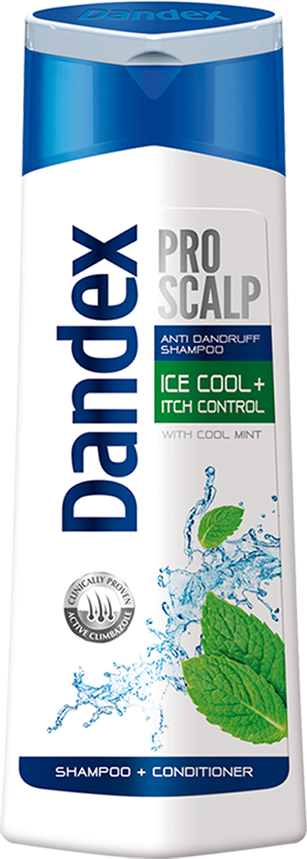 Dandex
Dandex
PRO
SCALP
ANTI DANDRUFF
SHAMPOO
ICE COOL+
ITCH CONTROL
WITH COOL MINT
CLINICALLY PROVEN
ACTIVE CLIMBAZOLE
SHAMPOO + CONDITIONER